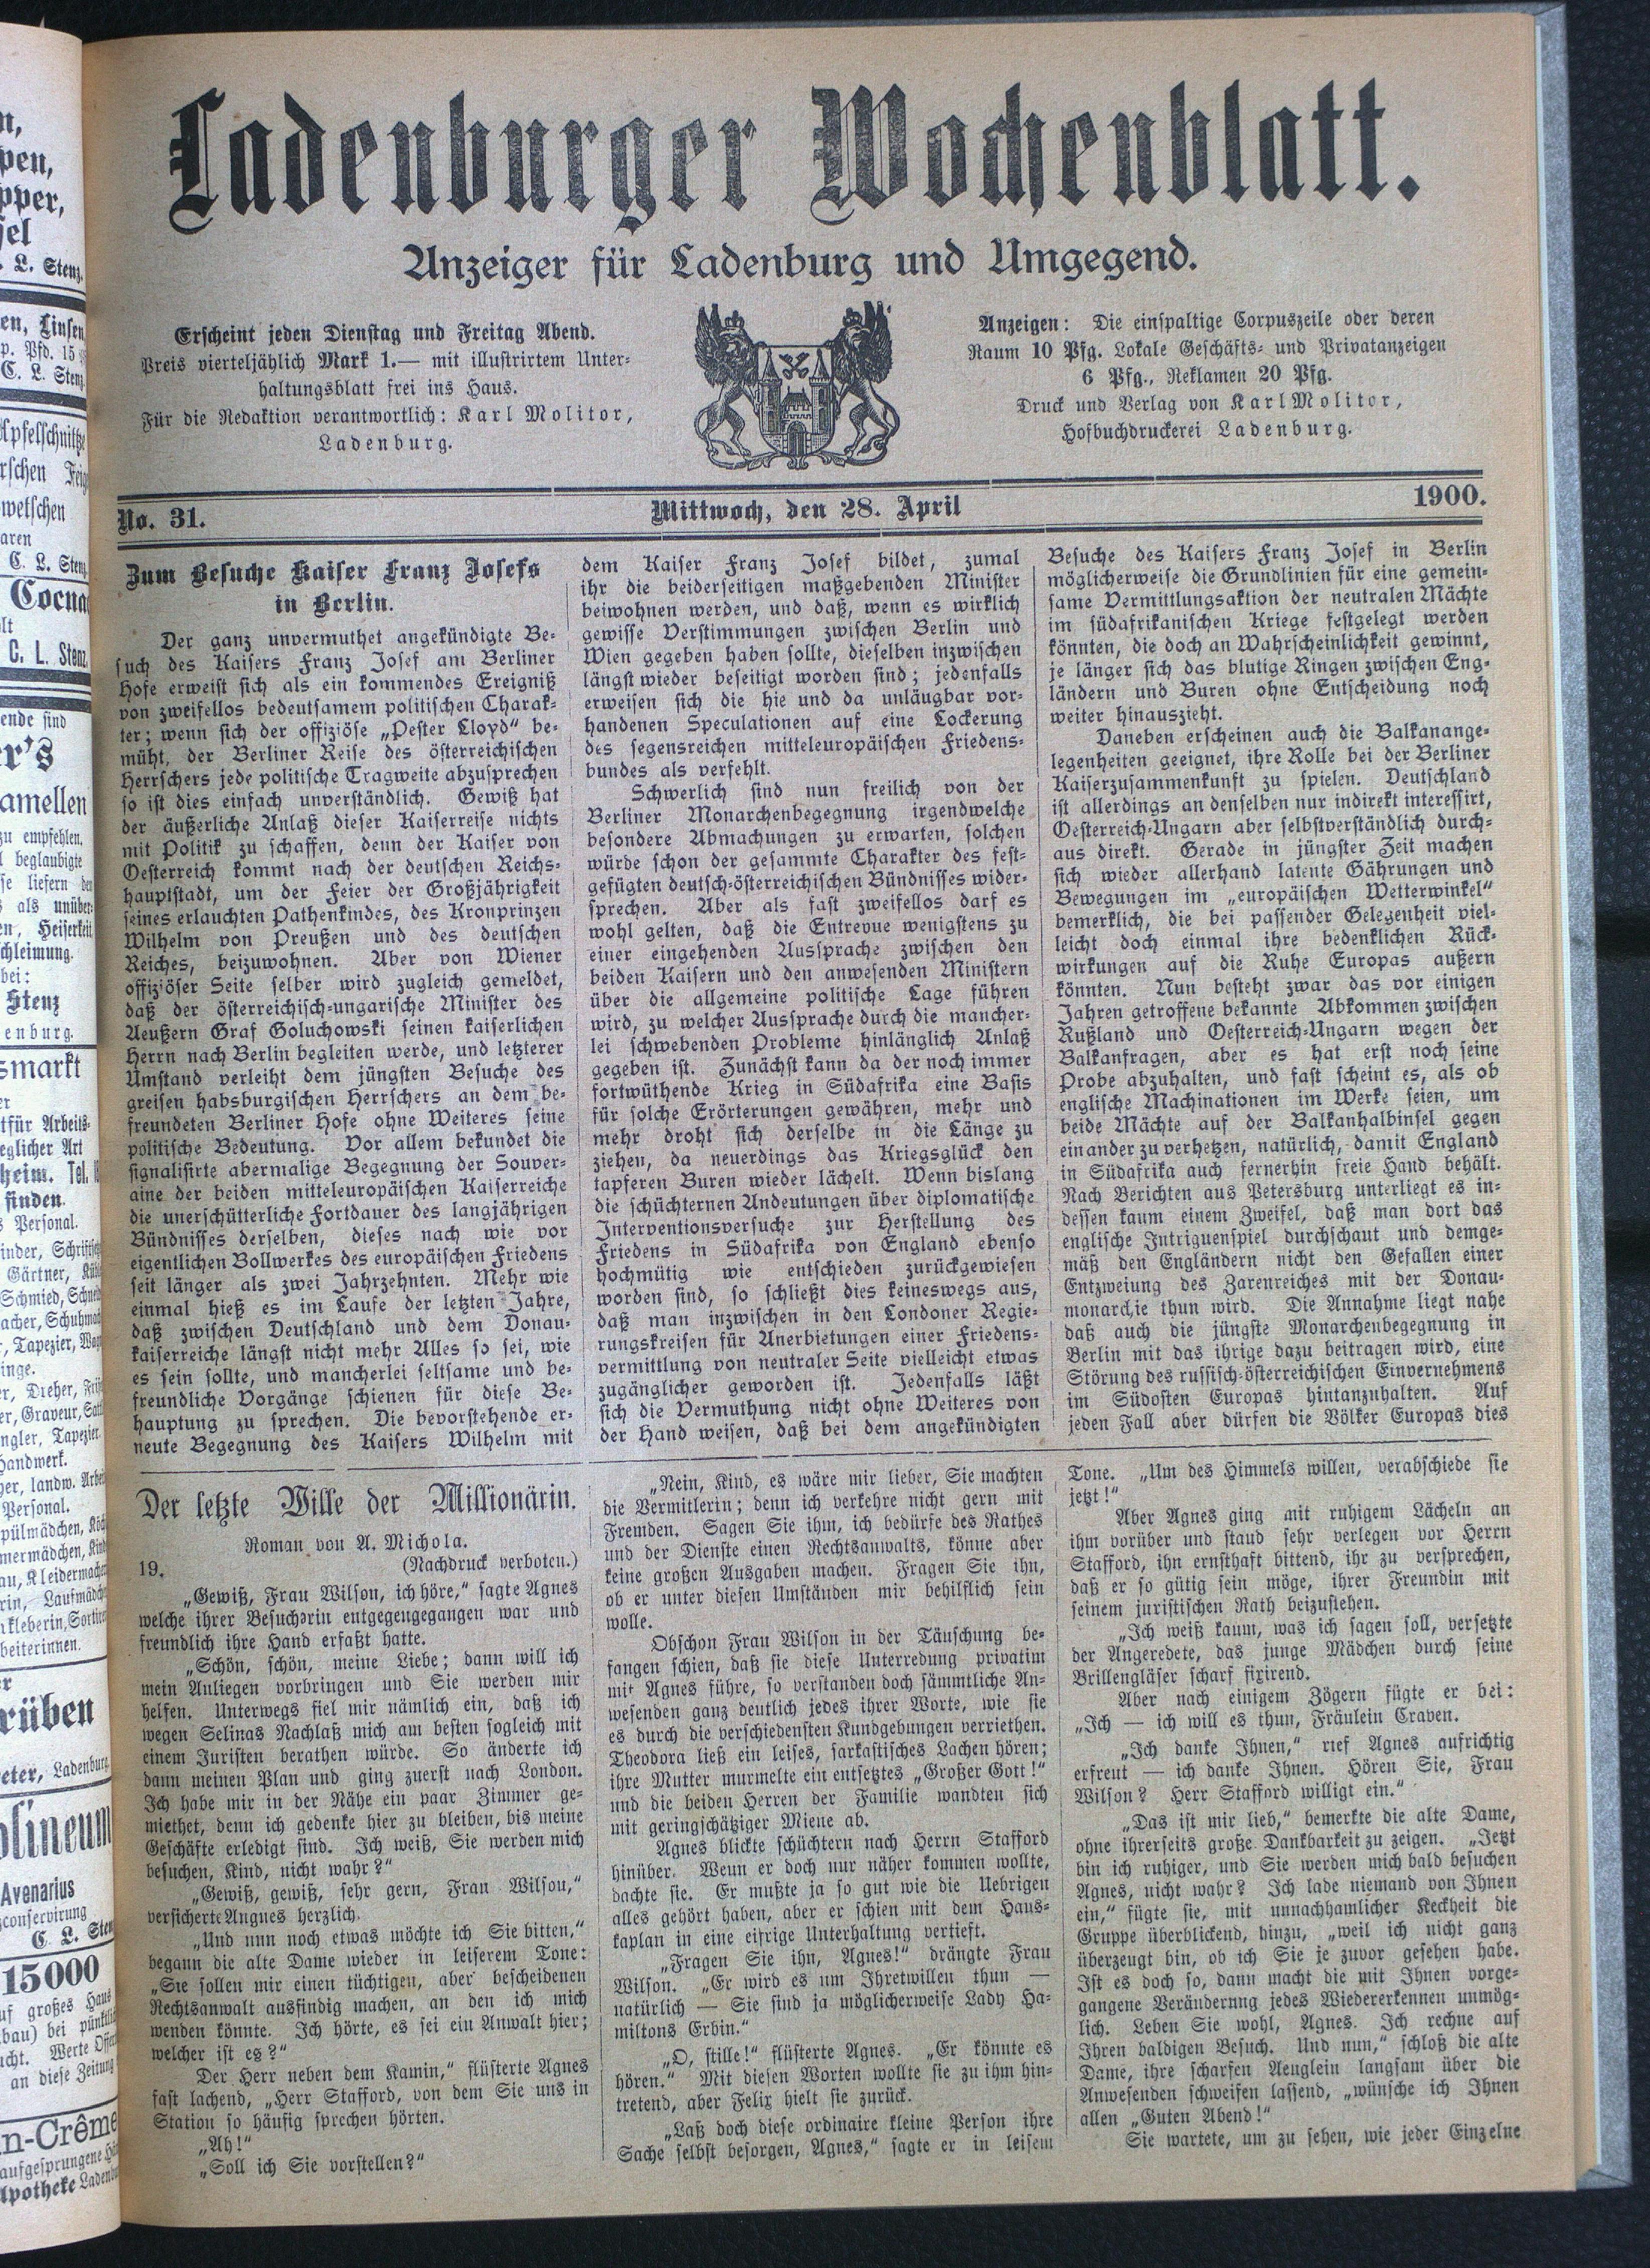 Ladenburger Wochenblatt.
Anzeiger für Ladenburg und Umgegend.
Erscheint jeden Dienstag und Freitag Abend.
Preis vierteljählich Mark 1.— mit illustrirtem Unter-
haltungsblatt frei ins Haus.
Für die Redaktion verantwortlich: Karl Molitor,
Ladenburg.
Anzeigen: Die einspaltige Corpuszeile oder deren
Raum 10 Pfg. Lokale Geschäfts- und Privatanzeigen
6 Pfg., Reklamen 20 Pfg.
Druck und Verlag von Karl Molitor,
Hofbuchdruckerei Ladenburg.
No. 31.
Mittwoch, den 28. April
1900.
Zum Besuche Kaiser Franz Josefs
in Berlin.
Der ganz unvermuthet angekündigte Be-
such des Kaisers Franz Josef am Berliner
Hofe erweist sich als ein kommendes Ereigniß
von zweifellos bedeutsamem politischen Charak-
ter; wenn sich der offiziöse „Pester Lloyd“ be-
müht, der Berliner Reise des österreichischen
Herrschers jede politische Tragweite abzusprechen
so ist dies einfach unverständlich. Gewiß hat
der äußerliche Anlaß dieser Kaiserreise nichts
mit Politik zu schaffen, denn der Kaiser von
Oesterreich kommt nach der deutschen Reichs-
hauptstadt, um der Feier der Großjährigkeit
seines erlauchten Pathenkindes, des Kronprinzen
Wilhelm von Preußen und des deutschen
Reiches, beizuwohnen. Aber von Wiener
offiziöser Seite selber wird zugleich gemeldet,
daß der österreichisch-ungarische Minister des
Aeußern Graf Goluchowski seinen kaiserlichen
Herrn nach Berlin begleiten werde, und letzterer
Umstand verleiht dem jüngsten Besuche des
greisen habsburgischen Herrschers an dem be-
freundeten Berliner Hofe ohne Weiteres seine
politische Bedeutung. Vor allem bekundet die
signalisirte abermalige Begegnung der Souver-
aine der beiden mitteleuropäischen Kaiserreiche
die unerschütterliche Fortdauer des langjährigen
Bündnisses derselben, dieses nach wie vor
eigentlichen Bollwerkes des europäischen Friedens
seit länger als zwei Jahrzehnten. Mehr wie
einmal hieß es im Laufe der letzten Jahre,
daß zwischen Deutschland und dem Donau-
kaiserreiche längst nicht mehr Alles so sei, wie
es sein sollte, und mancherlei seltsame und be-
freundliche Vorgänge schienen für diese Be-
hauptung zu sprechen. Die bevorstehende er-
neute Begegnung des Kaisers Wilhelm mit
dem Kaiser Franz Josef bildet, zumal
ihr die beiderseitigen maßgebenden Minister
beiwohnen werden, und daß, wenn es wirklich
gewisse Verstimmungen zwischen Berlin und
Wien gegeben haben sollte, dieselben inzwischen
längst wieder beseitigt worden sind; jedenfalls
erweisen sich die hie und da unläugbar vor-
handenen Speculationen auf eine Lockerung
des segensreichen mitteleuropäischen Friedens-
bundes als verfehlt.
Schwerlich sind nun freilich von der
Berliner Monarchenbegegnung irgendwelche
besondere Abmachungen zu erwarten, solchen
würde schon der gesammte Charakter des fest-
gefügten deutsch-österreichischen Bündnisses wider-
sprechen. Aber als fast zweifellos darf es
wohl gelten, daß die Entrevue wenigstens zu
einer eingehenden Aussprache zwischen den
beiden Kaisern und den anwesenden Ministern
über die allgemeine politische Lage führen
wird, zu welcher Aussprache durch die mancher-
lei schwebenden Probleme hinlänglich Anlaß
gegeben ist. Zunächst kann da der noch immer
fortwüthende Krieg in Südafrika eine Basis
für solche Erörterungen gewähren, mehr und
mehr droht sich derselbe in die Länge zu
ziehen, da neuerdings das Kriegsglück den
tapferen Buren wieder lächelt. Wenn bislang
die schüchternen Andeutungen über diplomatische
Interventionsversuche zur Herstellung des
Friedens in Südafrika von England ebenso
hochmütig wie entschieden zurückgewiesen
worden sind, so schließt dies keineswegs aus,
daß man inzwischen in den Londoner Regie-
rungskreisen für Anerbietungen einer Friedens-
vermittlung von neutraler Seite vielleicht etwas
zugänglicher geworden ist. Jedenfalls läßt
sich die Vermuthung nicht ohne Weiteres von
der Hand weisen, daß bei dem angekündigten
Besuche des Kaisers Franz Josef in Berlin
möglicherweise die Grundlinien für eine gemein-
same Vermittlungsaktion der neutralen Mächte
im südafrikanischen Kriege festgelegt werden
könnten, die doch an Wahrscheinlichkeit gewinnt,
je länger sich das blutige Ringen zwischen Eng-
ländern und Buren ohne Entscheidung noch
weiter hinauszieht.
Daneben erscheinen auch die Balkanange-
legenheiten geeignet, ihre Rolle bei der Berliner
Kaiserzusammenkunft zu spielen. Deutschland
ist allerdings an denselben nur indirekt interessirt,
Oesterreich-Ungarn aber selbstverständlich durch-
aus direkt. Gerade in jüngster Zeit machen
sich wieder allerhand latente Gährungen und
Bewegungen im „europäischen Wetterwinkel“
bemerklich, die bei passender Gelegenheit viel-
leicht doch einmal ihre bedenklichen Rück-
wirkungen auf die Ruhe Europas äußern
könnten. Nun besteht zwar das vor einigen
Jahren getroffene bekannte Abkommen zwischen
Rußland und Oesterreich-Ungarn wegen der
Balkanfragen, aber es hat erst noch seine
Probe abzuhalten, und fast scheint es, als ob
englische Machinationen im Werke seien, um
beide Mächte auf der Balkanhalbinsel gegen
einander zu verhetzen, natürlich, damit England
in Südafrika auch fernerhin freie Hand behält.
Nach Berichten aus Petersburg unterliegt es in-
dessen kaum einem Zweifel, daß man dort das
englische Intriguenspiel durchschaut und demge-
mäß den Engländern nicht den Gefallen einer
Entzweiung des Zarenreiches mit der Donau-
monarchie thun wird. Die Annahme liegt nahe
daß auch die jüngste Monarchenbegegnung in
Berlin mit das ihrige dazu beitragen wird, eine
Störung des russisch-österreichischen Einvernehmens
im Südosten Europas hintanzuhalten. Auf
jeden Fall aber dürfen die Völker Europas dies
Der letzte Wille der Millionärin.
Roman von A. Michola.
19. (Nachdruck verboten.)
„Gewiß, Frau Wilson, ich höre,“ sagte Agnes
welche ihrer Besucherin entgegengegangen war und
freundlich ihre Hand erfaßt hatte.
„Schön, schön, meine Liebe; dann will ich
mein Anliegen vorbringen und Sie werden mir
helfen. Unterwegs fiel mir nämlich ein, daß ich
wegen Selinas Nachlaß mich am besten sogleich mit
einem Juristen berathen würde. So änderte ich
dann meinen Plan und ging zuerst nach London.
Ich habe mir in der Nähe ein paar Zimmer ge-
miethet, denn ich gedenke hier zu bleiben, bis meine
Geschäfte erledigt sind. Ich weiß, Sie werden mich
besuchen, Kind, nicht wahr?“
„Gewiß, gewiß, sehr gern, Frau Wilson,“
versicherte Angnes herzlich.
„Und nun noch etwas möchte ich Sie bitten,“
begann die alte Dame wieder in leiserem Tone:
„Sie sollen mir einen tüchtigen, aber bescheidenen
Rechtsanwalt ausfindig machen, an den ich mich
wenden könnte. Ich hörte, es sei ein Anwalt hier;
welcher ist es?“
Der Herr neben dem Kamin,“ flüsterte Agnes
fast lachend, „Herr Stafford, von dem Sie uns in
Station so häufig sprechen hörten.
„Ah!“
„Soll ich Sie vorstellen?“
„Nein, Kind, es wäre mir lieber, Sie machten
die Vermitlerin; denn ich verkehre nicht gern mit
Fremden. Sagen Sie ihm, ich bedürfe des Rathes
und der Dienste einen Rechtsanwalts, könne aber
keine großen Ausgaben machen. Fragen Sie ihn,
ob er unter diesen Umständen mir behilflich sein
wolle.
Obschon Frau Wilson in der Täuschung be-
fangen schien, daß sie diese Unterredung privatim
mit Agnes führe, so verstanden doch sämmtliche An-
wesenden ganz deutlich jedes ihrer Worte, wie sie
es durch die verschiedensten Kundgebungen verriethen.
Theodora ließ ein leises, sarkastisches Lachen hören;
ihre Mutter murmelte ein entsetztes „Großer Gott!“
und die beiden Herren der Familie wandten sich
mit geringschätziger Miene ab.
Agnes blickte schüchtern nach Herrn Stafford
hinüber. Wenn er doch nur näher kommen wollte,
dachte sie. Er mußte ja so gut wie die Uebrigen
alles gehört haben, aber er schien mit dem Haus-
kaplan in eine eifrige Unterhaltung vertieft.
„Fragen Sie ihn, Agnes!“ drängte Frau
Wilson. „Er wird es um Ihretwillen thun —
natürlich — Sie sind ja möglicherweise Lady Ha-
miltons Erbin.“
„O, stille!“ flüsterte Agnes. „Er könnte es
hören.“ Mit diesen Worten wollte sie zu ihm hin-
tretend, aber Felix hielt sie zurück.
„Laß doch diese ordinaire kleine Person ihre
Sache selbst besorgen, Agnes,“ sagte er in leisem
Tone. „Um des Himmels willen, verabschiede sie
jetzt!“
Aber Agnes ging mit ruhigem Lächeln an
ihm vorüber und stand sehr verlegen vor Herrn
Stafford, ihn ernsthaft bittend, ihr zu versprechen,
daß er so gütig sein möge, ihrer Freundin mit
seinem juristischen Rath beizustehen.
„Ich weiß kaum, was ich sagen soll, versetzte
der Angeredete, das junge Mädchen durch seine
Brillengläser scharf fixirend.
Aber nach einigem Zögern fügte er bei:
„Ich — ich will es thun, Fräulein Craven.
„Ich danke Ihnen,“ rief Agnes aufrichtig
erfreut — ich danke Ihnen. Hören Sie, Frau
Wilson? Herr Stafford willigt ein.“
„Das ist mir lieb,“ bemerkte die alte Dame,
ohne ihrerseits große Dankbarkeit zu zeigen. „Jetzt
bin ich ruhiger, und Sie werden mich bald besuchen
Agnes, nicht wahr? Ich lade niemand von Ihnen
ein,“ fügte sie, mit unnachhamlicher Keckheit die
Gruppe überblickend, hinzu, „weil ich nicht ganz
überzeugt bin, ob ich Sie je zuvor gesehen habe.
Ist es doch so, dann macht die mit Ihnen vorge-
gangene Verändernng jedes Wiedererkennen unmög-
lich. Leben Sie wohl, Agnes. Ich rechne auf
Ihren baldigen Besuch. Und nun,“ schloß die alte
Dame, ihre scharfen Aeuglein langsam über die
Anwesenden schweifen lassend, „wünsche ich Ihnen
allen „Guten Abend!“
Sie wartete, um zu sehen, wie jeder Einzelne